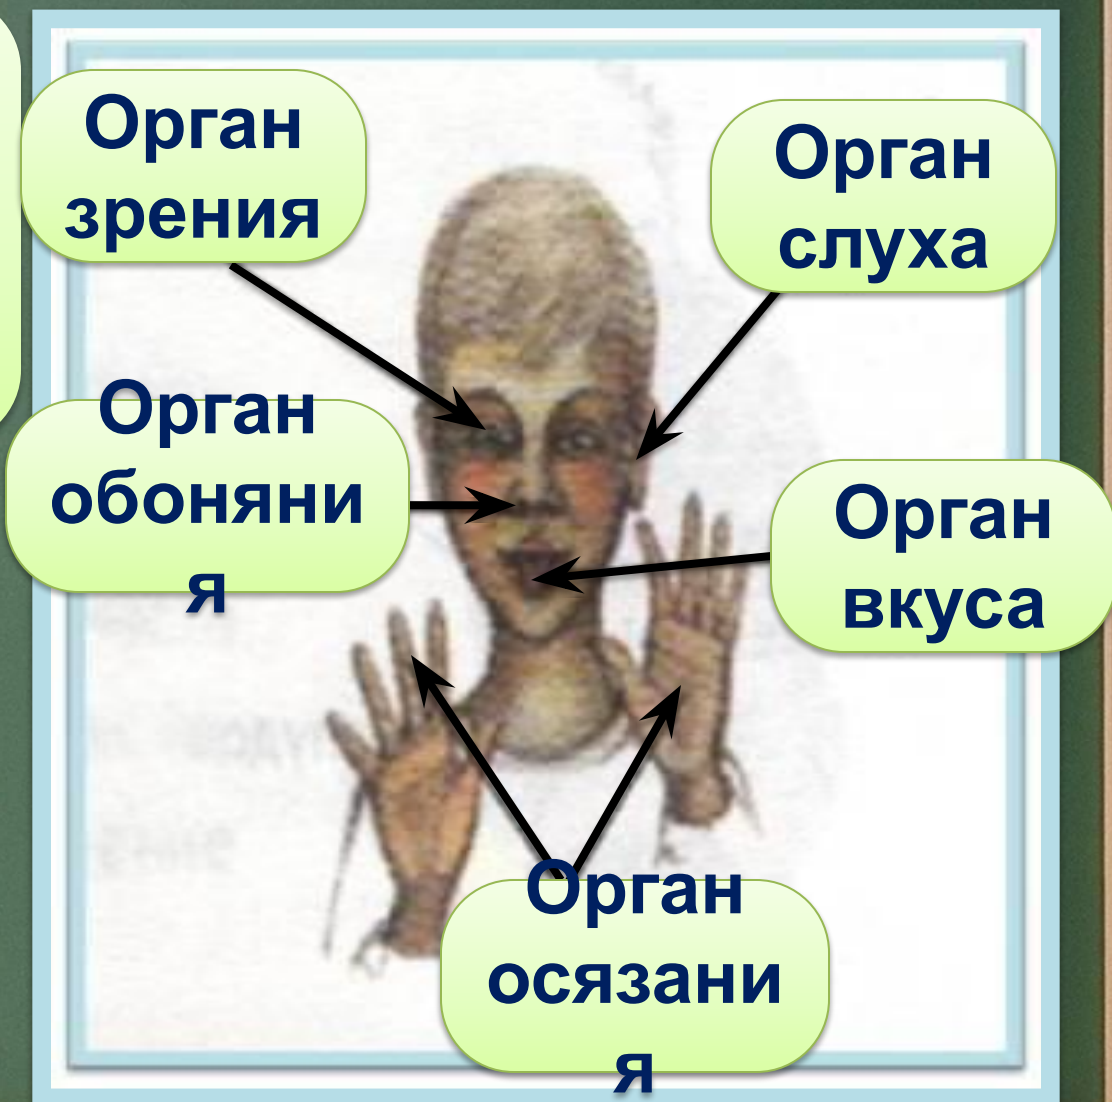 Орган
зрения
Орган
слуха
Орган
обоняни
я
Орган
вкуса
Орган
осязани
я